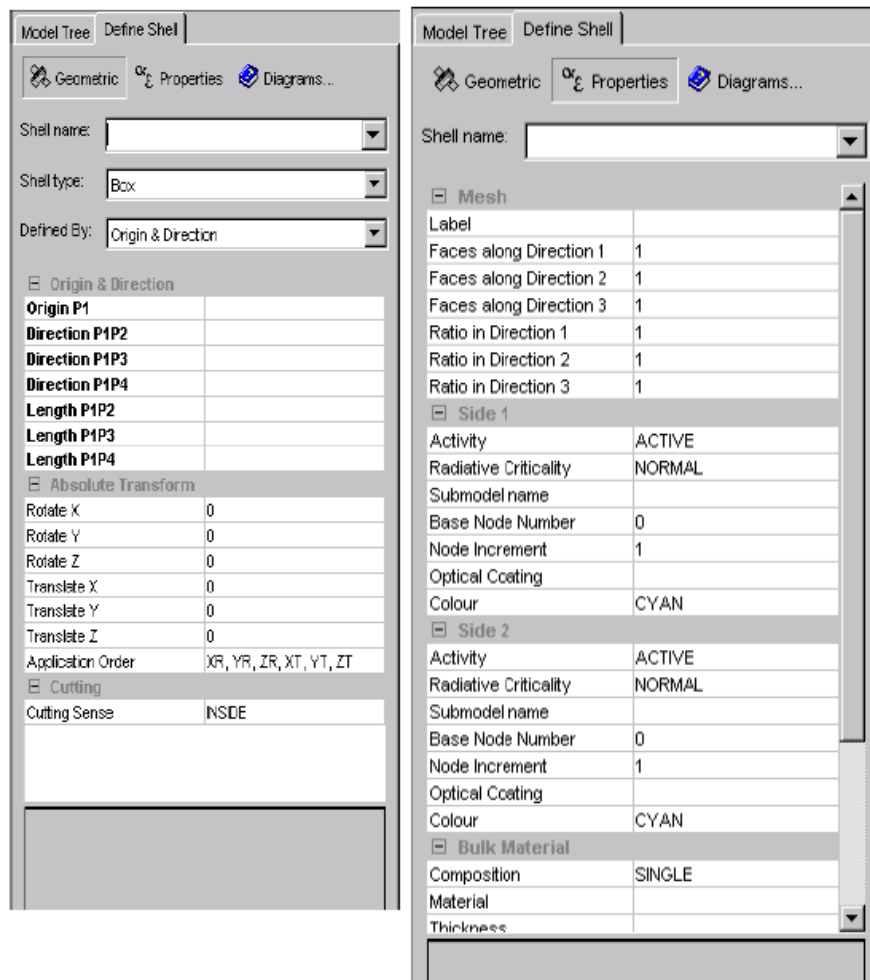 Model Tree Define Shell
Geometric αε Properties Diagrams...
Shell name:
Shell type: Box
Defined By: Origin & Direction
Origin & Direction
Origin P1
Direction P1P2
Direction P1P3
Direction P1P4
Length P1P2
Length P1P3
Length P1P4
Absolute Transform
Rotate X 0
Rotate Y 0
Rotate Z 0
Translate X 0
Translate Y 0
Translate Z 0
Application Order XR, YR, ZR, XT, YT, ZT
Cutting
Cutting Sense INSIDE
Model Tree Define Shell
Geometric αε Properties Diagrams...
Shell name:
Mesh
Label
Faces along Direction 1 1
Faces along Direction 2 1
Faces along Direction 3 1
Ratio in Direction 1 1
Ratio in Direction 2 1
Ratio in Direction 3 1
Side 1
Activity ACTIVE
Radiative Criticality NORMAL
Submodel name
Base Node Number 0
Node Increment 1
Optical Coating
Colour CYAN
Side 2
Activity ACTIVE
Radiative Criticality NORMAL
Submodel name
Base Node Number 0
Node Increment 1
Optical Coating
Colour CYAN
Bulk Material
Composition SINGLE
Material
Thickness